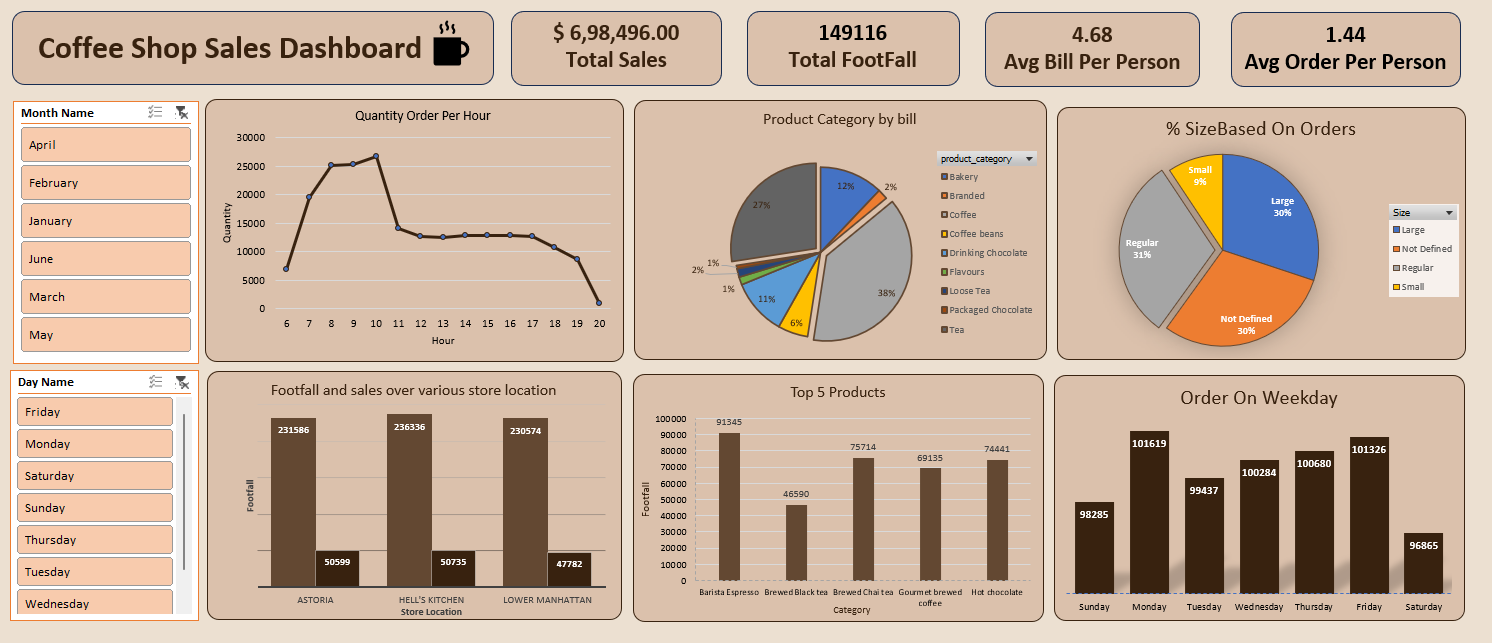 Coffee Shop Sales Dashboard
$ 6,98,496.00
Total Sales
149116
Total FootFall
4.68
Avg Bill Per Person
1.44
Avg Order Per Person
Month Name
April
February
January
June
March
May
Quantity Order Per Hour
30000
25000
20000
15000
10000
5000
0
Quantity
6 7 8 9 10 11 12 13 14 15 16 17 18 19 20
Hour
Product Category by bill
12%
2%
38%
6%
11%
1%
2%
1%
27%
product_category
Bakery
Branded
Coffee
Coffee beans
Drinking Chocolate
Flavours
Loose Tea
Packaged Chocolate
Tea
% SizeBased On Orders
Small
9%
Large
30%
Regular
31%
Not Defined
30%
Size
Large
Not Defined
Regular
Small
Day Name
Friday
Monday
Saturday
Sunday
Thursday
Tuesday
Wednesday
Footfall and sales over various store location
Footfall
231586 236336 230574
50599 50735 47782
ASTORIA HELL'S KITCHEN LOWER MANHATTAN
Store Location
Top 5 Products
100000
90000
80000
70000
60000
50000
40000
30000
20000
10000
0
Footfall
91345 46590 75714 69135 74441
Barista Espresso Brewed Black tea Brewed Chai tea Gourmet brewed coffee Hot chocolate
Category
Order On Weekday
98285 101619 99437 100284 100680 101326 96865
Sunday Monday Tuesday Wednesday Thursday Friday Saturday